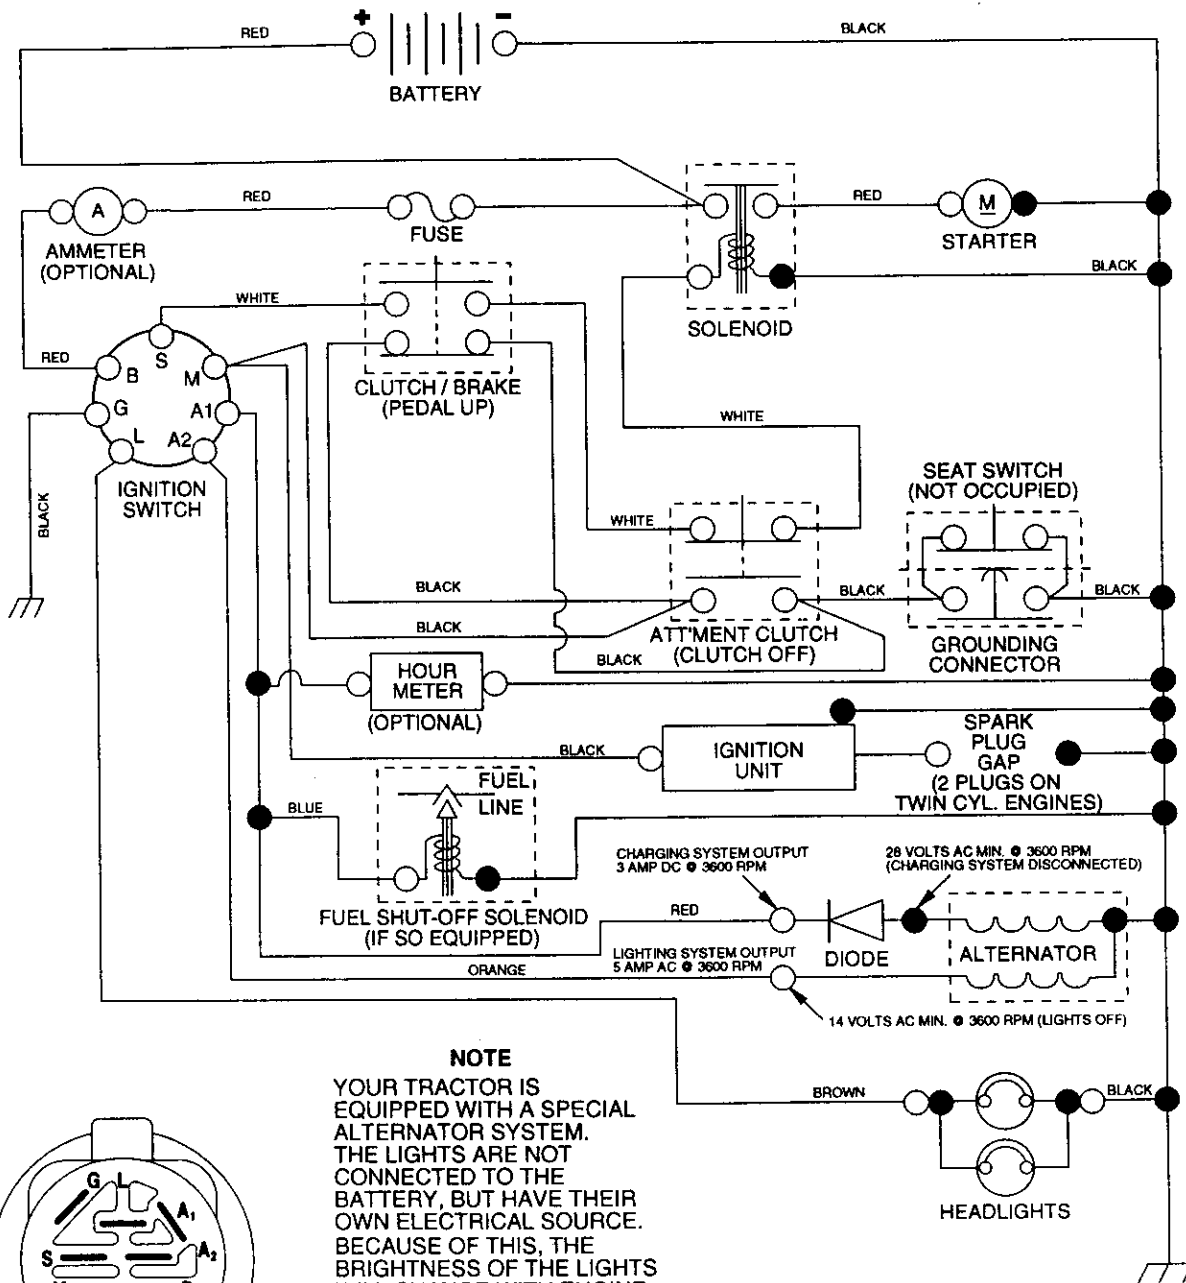 + -
RED
BLACK
BATTERY
A
RED
RED
M
FUSE
STARTER
AMMETER
(OPTIONAL)
BLACK
WHITE
SOLENOID
RED
S
B
M
CLUTCH / BRAKE
(PEDAL UP)
G
A1
L
A2
WHITE
IGNITION
SWITCH
BLACK
SEAT SWITCH
(NOT OCCUPIED)
WHITE
BLACK
BLACK
BLACK
BLACK
ATT'MENT CLUTCH
(CLUTCH OFF)
GROUNDING
CONNECTOR
BLACK
HOUR
METER
(OPTIONAL)
BLACK
IGNITION
UNIT
SPARK
PLUG
GAP
(2 PLUGS ON
TWIN CYL. ENGINES)
FUEL
LINE
BLUE
FUEL SHUT-OFF SOLENOID
(IF SO EQUIPPED)
CHARGING SYSTEM OUTPUT
3 AMP DC @ 3600 RPM
28 VOLTS AC MIN. @ 3600 RPM
(CHARGING SYSTEM DISCONNECTED)
RED
DIODE
ALTERNATOR
LIGHTING SYSTEM OUTPUT
5 AMP AC @ 3600 RPM
ORANGE
14 VOLTS AC MIN. @ 3600 RPM (LIGHTS OFF)
BROWN
BLACK
HEADLIGHTS
NOTE
YOUR TRACTOR IS
EQUIPPED WITH A SPECIAL
ALTERNATOR SYSTEM.
THE LIGHTS ARE NOT
CONNECTED TO THE
BATTERY, BUT HAVE THEIR
OWN ELECTRICAL SOURCE.
BECAUSE OF THIS, THE
BRIGHTNESS OF THE LIGHTS
G L
A1
A2
S